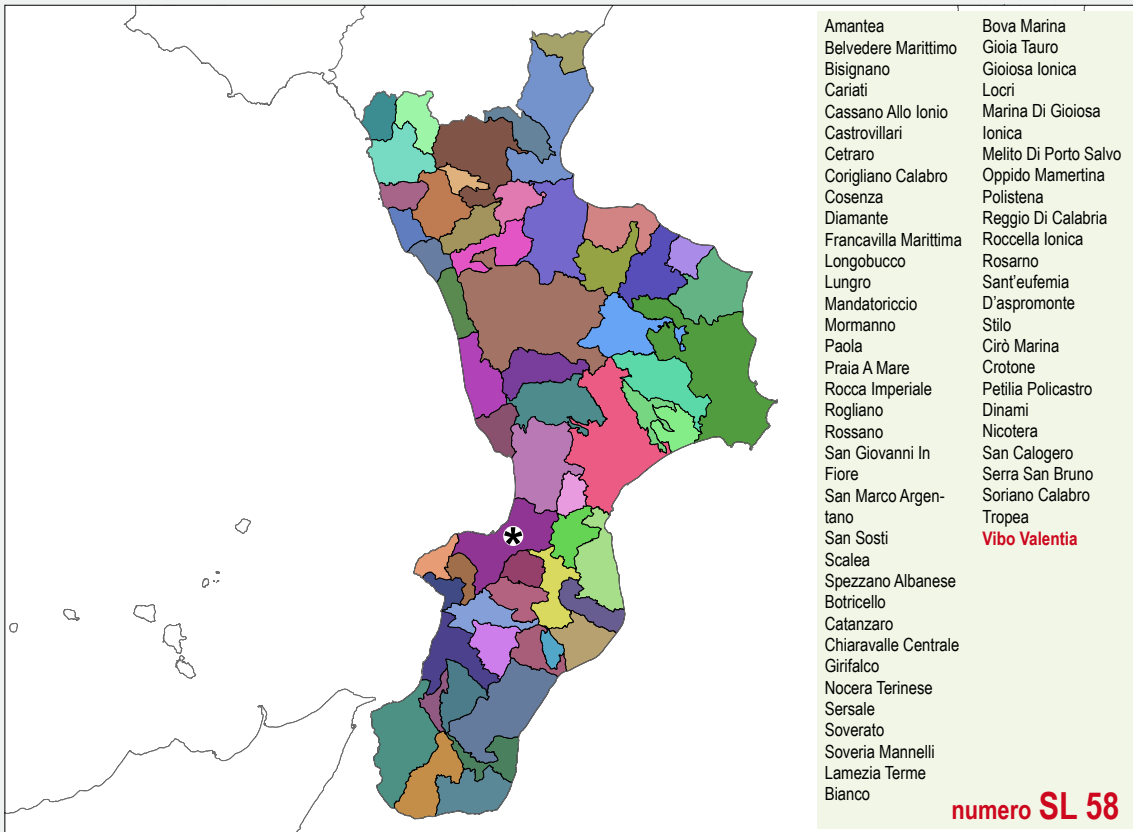 Amantea
Belvedere Marittimo
Bisignano
Cariati
Cassano Allo Ionio
Castrovillari
Cetraro
Corigliano Calabro
Cosenza
Diamante
Francavilla Marittima
Longobucco
Lungro
Mandatoriccio
Mormanno
Paola
Praia A Mare
Rocca Imperiale
Rogliano
Rossano
San Giovanni In
Fiore
San Marco Argen-
tano
San Sosti
Scalea
Spezzano Albanese
Botricello
Catanzaro
Chiaravalle Centrale
Girifalco
Nocera Terinese
Sersale
Soverato
Soveria Mannelli
Lamezia Terme
Bianco
Bova Marina
Gioia Tauro
Gioiosa Ionica
Locri
Marina Di Gioiosa
Ionica
Melito Di Porto Salvo
Oppido Mamertina
Polistena
Reggio Di Calabria
Roccella Ionica
Rosarno
Sant'eufemia
D'aspromonte
Stilo
Cirò Marina
Crotone
Petilia Policastro
Dinami
Nicotera
San Calogero
Serra San Bruno
Soriano Calabro
Tropea
Vibo Valentia
numero SL 58
*